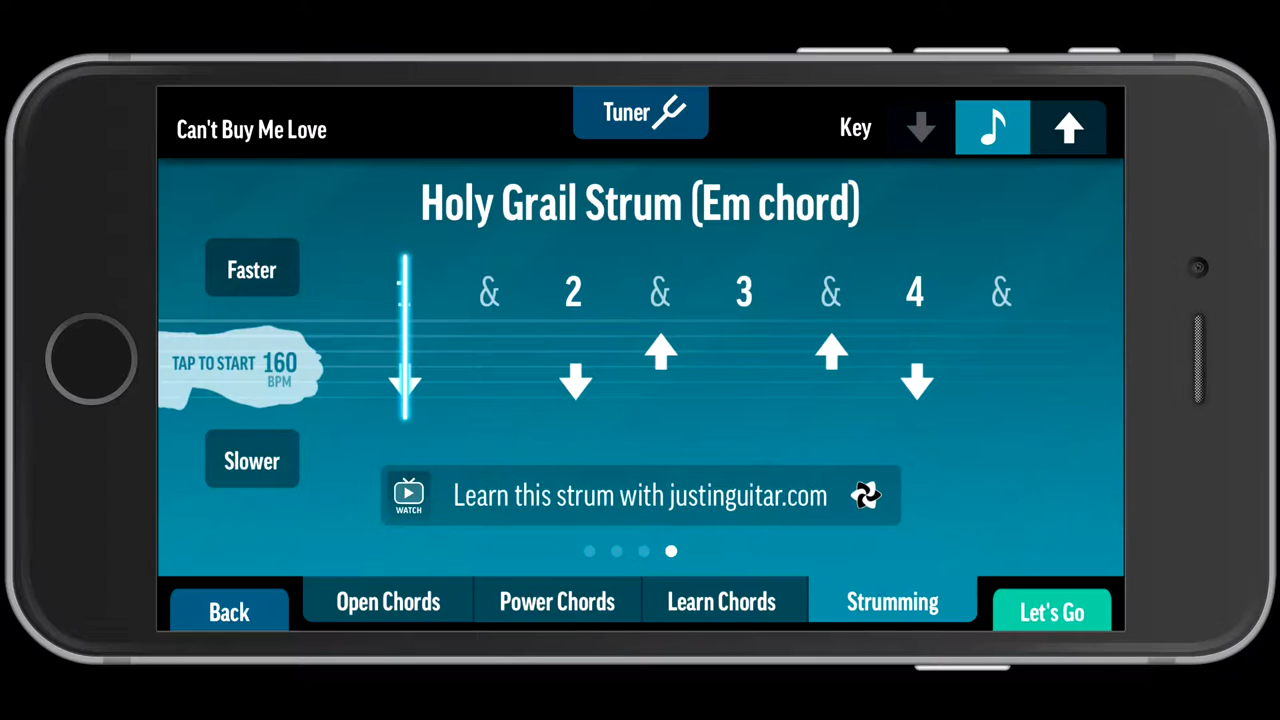 Can't Buy Me Love
Tuner
Key
Holy Grail Strum (Em chord)
Faster
1 & 2 & 3 & 4 &
TAP TO START 160
BPM
Slower
WATCH
Learn this strum with justinguitar.com
Back
Open Chords
Power Chords
Learn Chords
Strumming
Let's Go